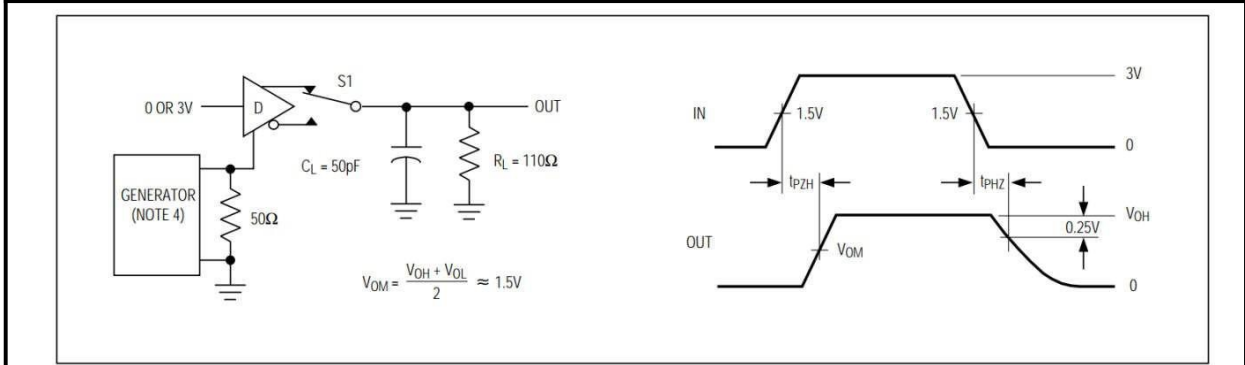 0 OR 3V
D
S1
OUT
C_L = 50pF
R_L = 110Ω
GENERATOR
(NOTE 4)
50Ω
V_OM = (V_OH + V_OL) / 2 ≈ 1.5V
IN
1.5V
1.5V
3V
0
t_PZH
t_PHZ
OUT
V_OM
V_OH
0.25V
0